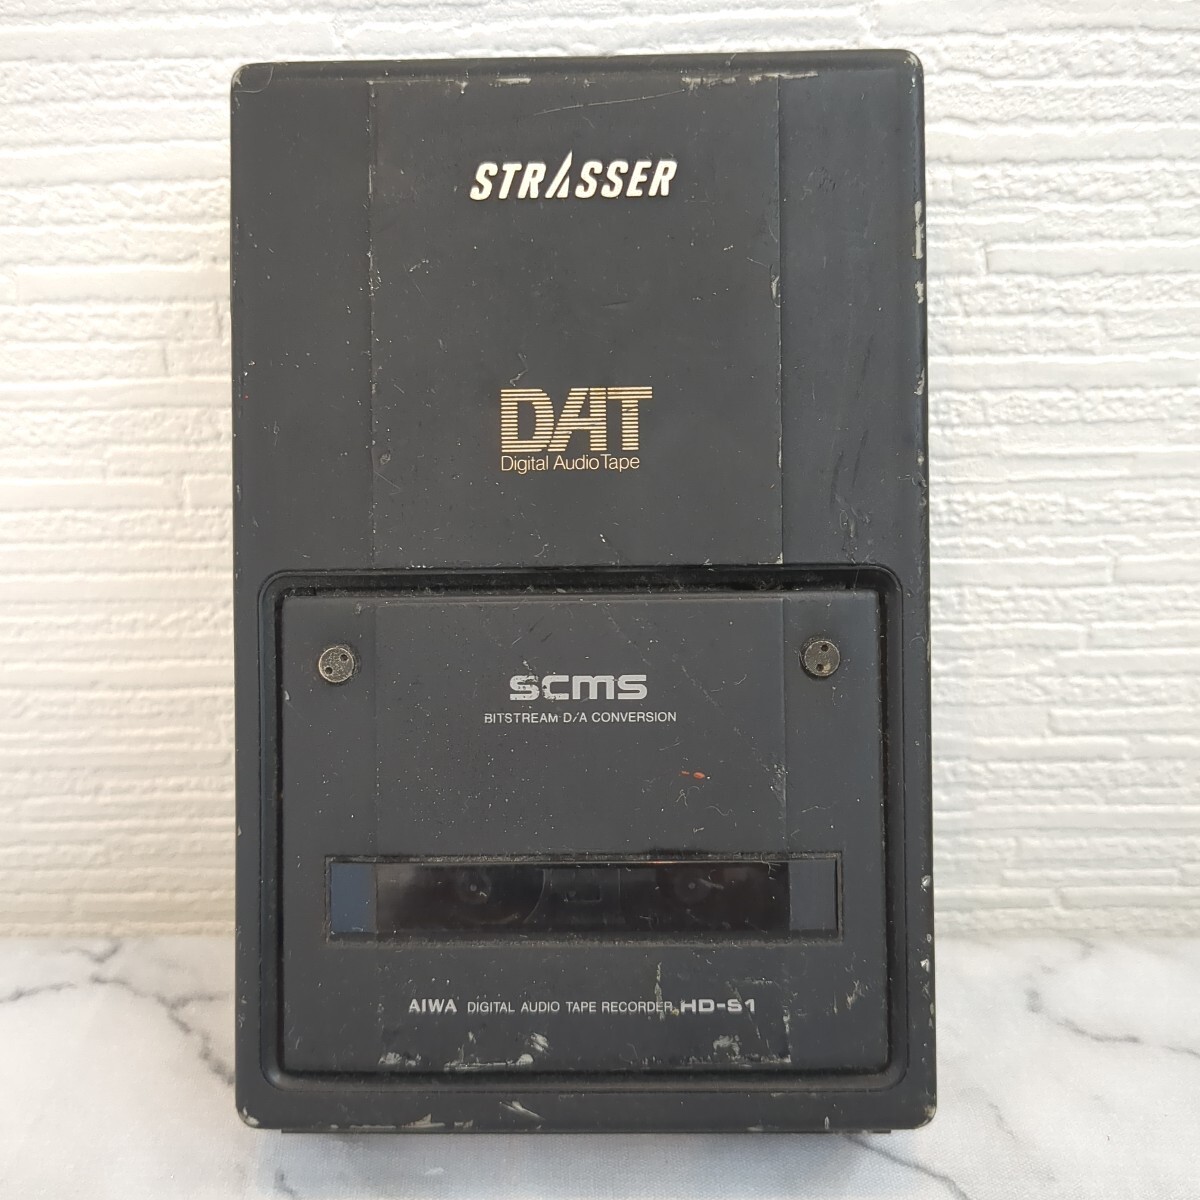 STRASSER
DAT
Digital Audio Tape
SCMS
BITSTREAM D/A CONVERSION
AIWA DIGITAL AUDIO TAPE RECORDER HD-S1